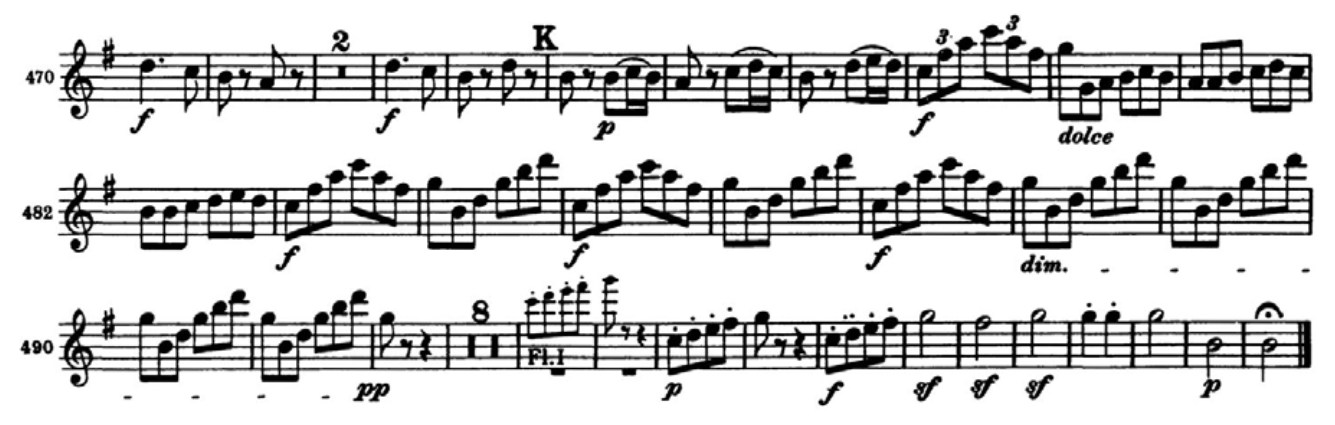 2 K
470 3 3
f f p f dolce
482
f f f dim. - - - -
8
490 Fl.I
- - - - pp p f sf sf sf p